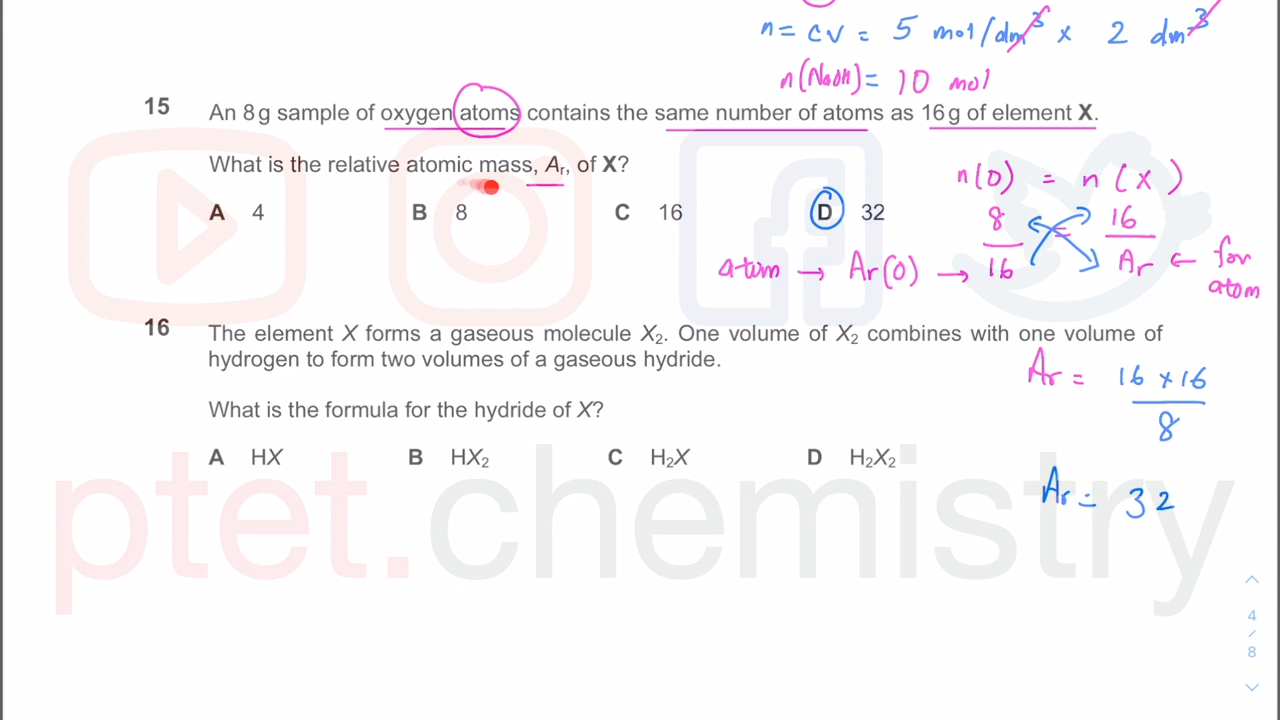 n = CV = 5 mol/dm³ x 2 dm³
n(NaOH) = 10 mol
15 An 8 g sample of oxygen atoms contains the same number of atoms as 16 g of element X.
What is the relative atomic mass, Aᵣ, of X?
n(O) = n(X)
A 4 B 8 C 16 D 32
8/16 = 16/Ar ← for atom
atom → Ar(O) →
16 The element X forms a gaseous molecule X₂. One volume of X₂ combines with one volume of
hydrogen to form two volumes of a gaseous hydride.
Ar = 16 x 16 / 8
What is the formula for the hydride of X?
A HX B HX₂ C H₂X D H₂X₂
Ar = 32
ptet.chemistry
4
/
8